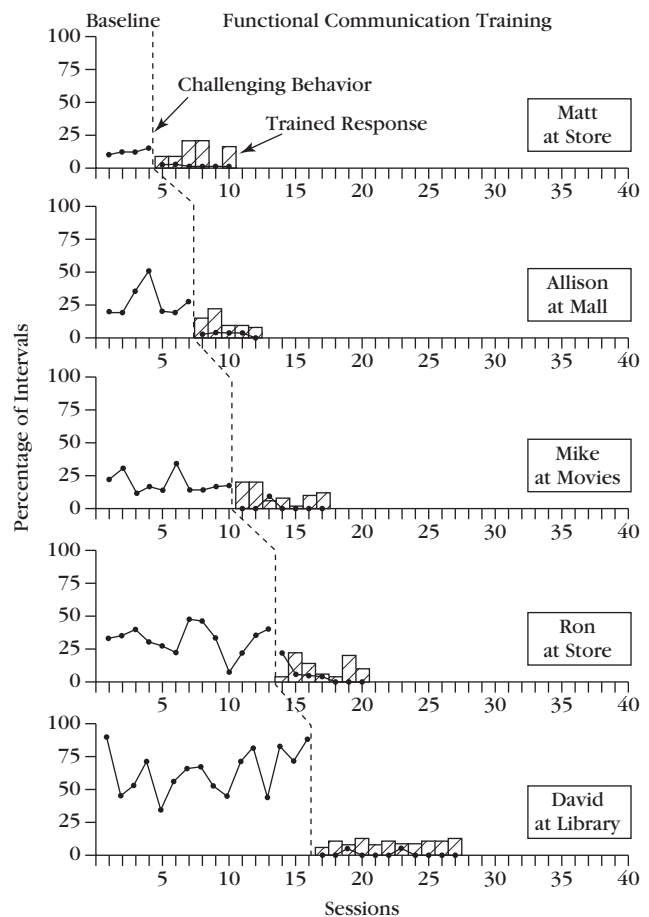 Baseline Functional Communication Training
100
75
50
25
0
Challenging Behavior
Trained Response
Matt
at Store
5 10 15 20 25 30 35 40
100
75
50
25
0
Allison
at Mall
5 10 15 20 25 30 35 40
Percentage of Intervals
100
75
50
25
0
Mike
at Movies
5 10 15 20 25 30 35 40
100
75
50
25
0
Ron
at Store
5 10 15 20 25 30 35 40
100
75
50
25
0
David
at Library
5 10 15 20 25 30 35 40
Sessions